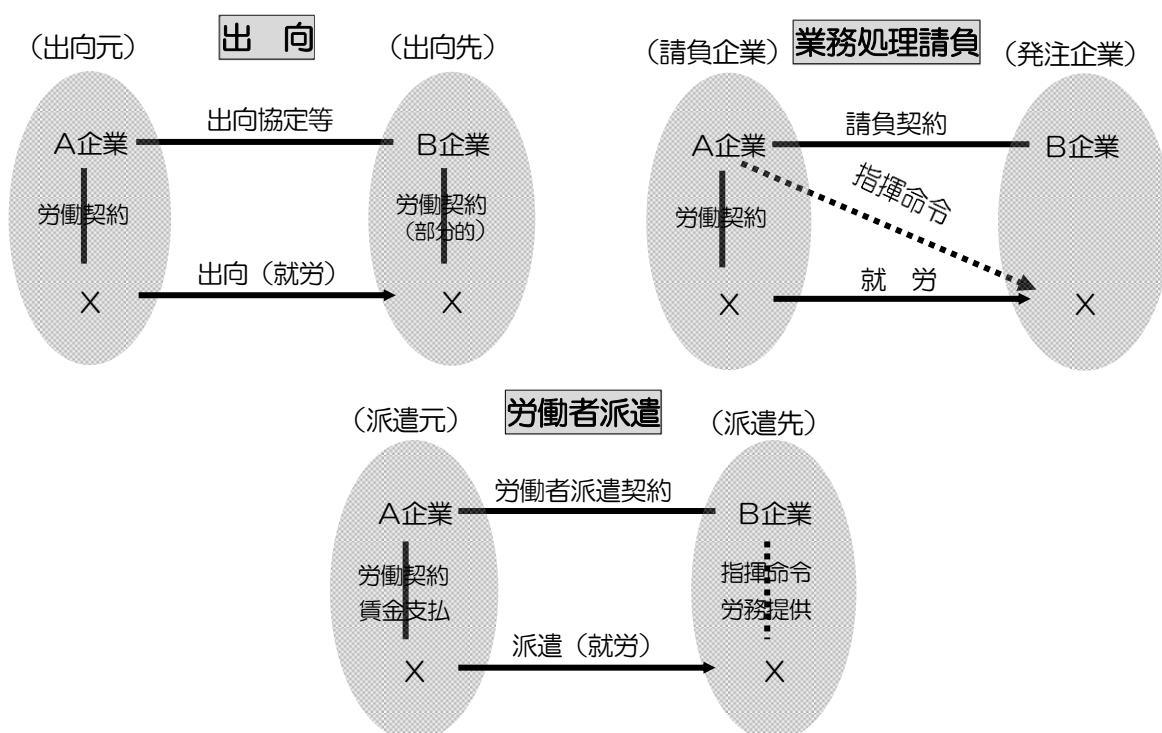 出　向
（出向元）
（出向先）
出向協定等
A企業
B企業
労働契約
労働契約
（部分的）
出向（就労）
X
業務処理請負
（請負企業）
（発注企業）
請負契約
A企業
B企業
指揮命令
労働契約
就　労
X
X
労働者派遣
（派遣元）
（派遣先）
労働者派遣契約
A企業
B企業
労働契約
賃金支払
指揮命令
労務提供
派遣（就労）
X
X